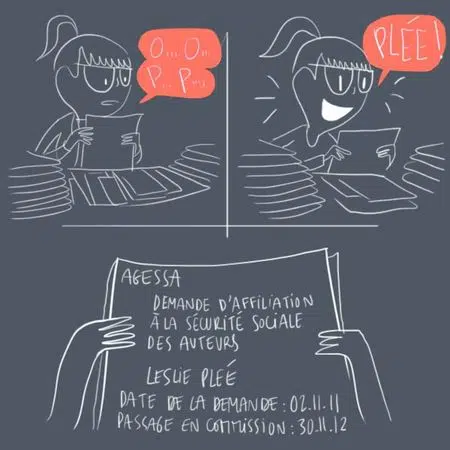 O... O...
P... P...
PLÉE !
AGESSA
DEMANDE D'AFFILIATION
À LA SÉCURITÉ SOCIALE
DES AUTEURS
LESLIE PLEÉ
DATE DE LA DEMANDE : 02.11.11
PASSAGE EN COMMISSION : 30.11.12